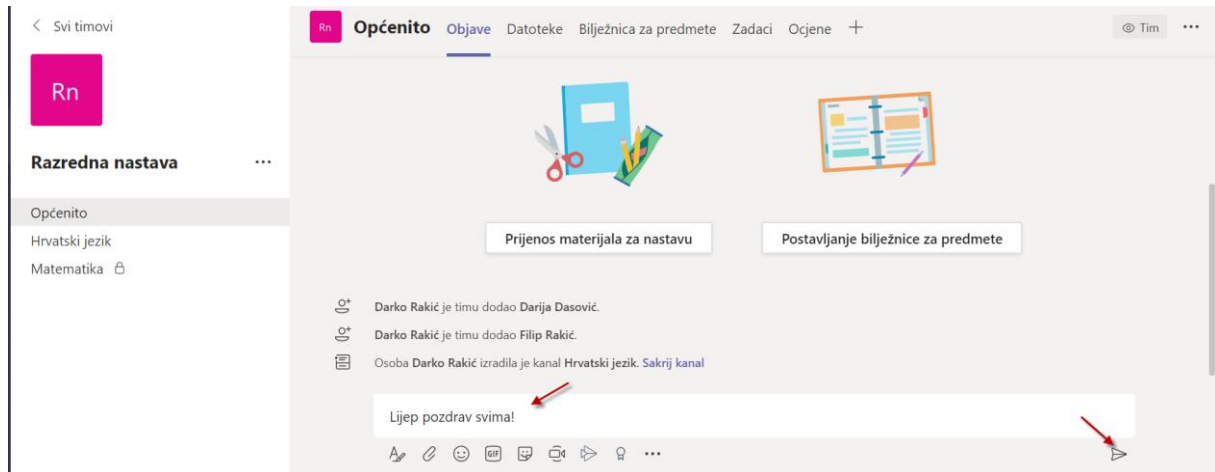 Svi timovi
Rn
Razredna nastava
Općenito
Hrvatski jezik
Matematika
Rn Općenito Objave Datoteke Bilježnica za predmete Zadaci Ocjene Tim
Prijenos materijala za nastavu Postavljanje bilježnice za predmete
Darko Rakić je timu dodao Darija Dasović.
Darko Rakić je timu dodao Filip Rakić.
Osoba Darko Rakić izradila je kanal Hrvatski jezik. Sakrij kanal
Lijep pozdrav svima!
GIF